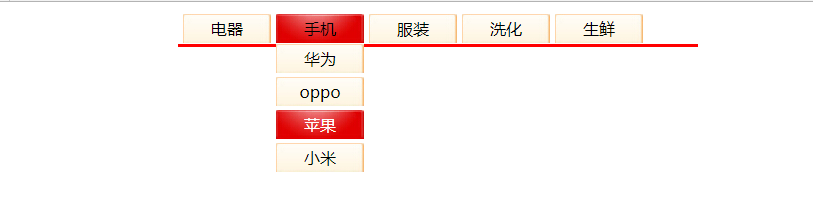 电器 手机 服装 洗化 生鲜
华为
oppo
苹果
小米